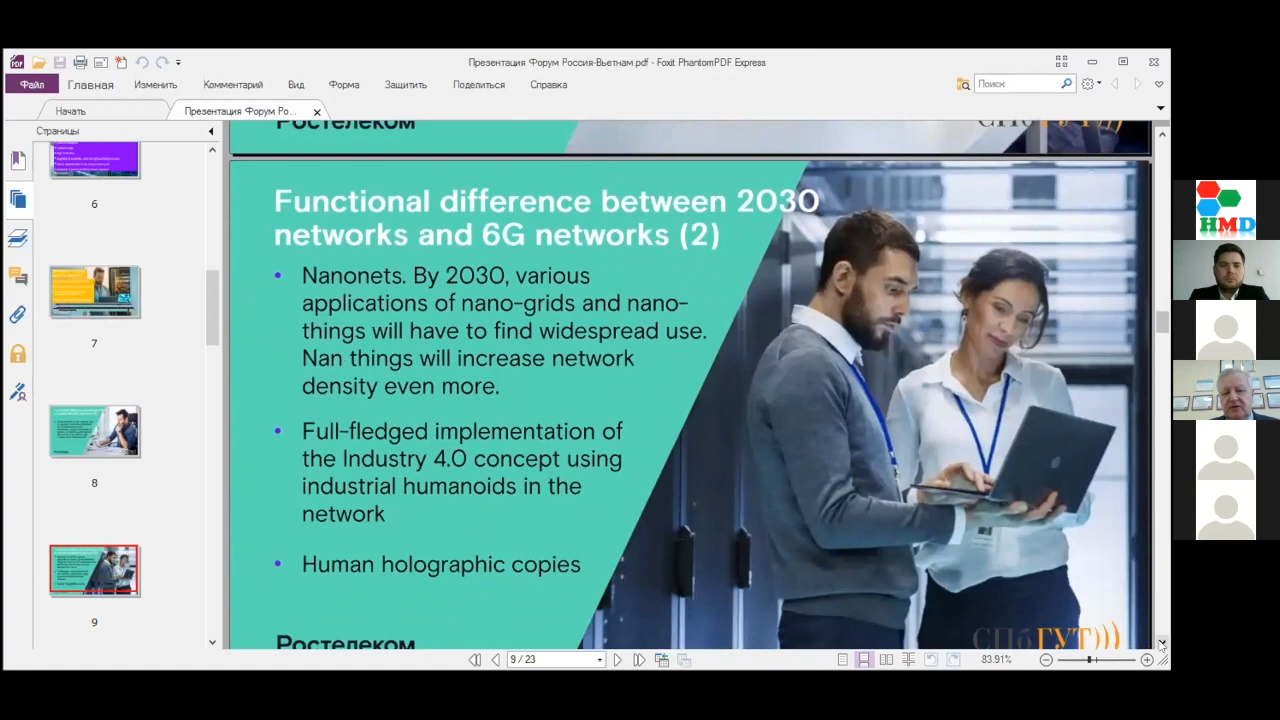 Презентация Форум Россия-Вьетнам.pdf - Foxit PhantomPDF Express
Файл Главная Изменить Комментарий Вид Форма Защитить Поделиться Справка
Поиск
Начать
Презентация Форум Ро...
Страницы
6
7
8
9
Ростелеком
СПбГУТ)))
Functional difference between 2030
networks and 6G networks (2)
• Nanonets. By 2030, various
applications of nano-grids and nano-
things will have to find widespread use.
Nan things will increase network
density even more.
• Full-fledged implementation of
the Industry 4.0 concept using
industrial humanoids in the
network
• Human holographic copies
Ростелеком
СПбГУТ)))
9 / 23
83.91%
HMD